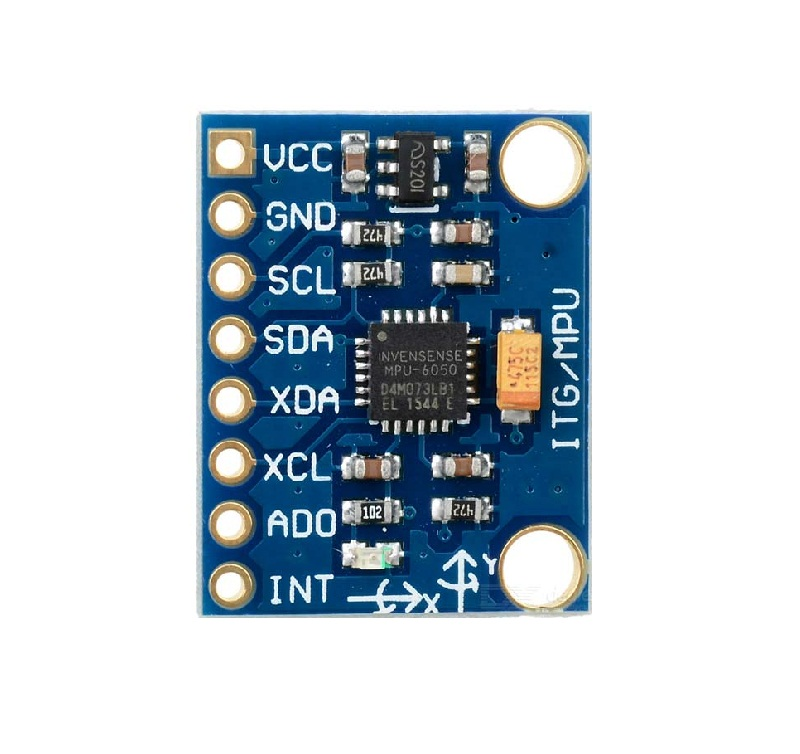 VCC
GND
SCL
SDA
XDA
XCL
ADO
INT
S20I
472
472
INVENSENSE
MPU-6050
D4M073LB1
EL 1544 E
475C
11SC2
ITG/MPU
102
472
X
Y